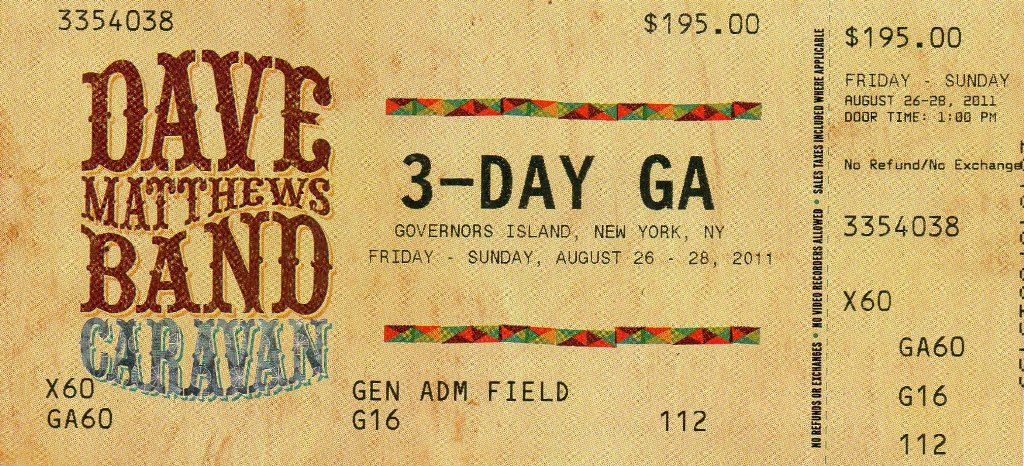 3354038
$195.00
DAVE
MATTHEWS
BAND
CARAVAN
3-DAY GA
GOVERNORS ISLAND, NEW YORK, NY
FRIDAY - SUNDAY, AUGUST 26 - 28, 2011
X60
GA60
GEN ADM FIELD
G16
112
NO REFUNDS OR EXCHANGES • NO VIDEO RECORDERS ALLOWED • SALES TAXES INCLUDED WHERE APPLICABLE
$195.00
FRIDAY - SUNDAY
AUGUST 26-28, 2011
DOOR TIME: 1:00 PM
No Refund/No Exchange
3354038
X60
GA60
G16
112